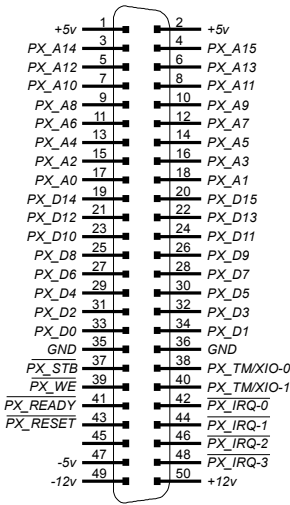 +5v 1 2 +5v
PX_A14 3 4 PX_A15
PX_A12 5 6 PX_A13
PX_A10 7 8 PX_A11
PX_A8 9 10 PX_A9
PX_A6 11 12 PX_A7
PX_A4 13 14 PX_A5
PX_A2 15 16 PX_A3
PX_A0 17 18 PX_A1
PX_D14 19 20 PX_D15
PX_D12 21 22 PX_D13
PX_D10 23 24 PX_D11
PX_D8 25 26 PX_D9
PX_D6 27 28 PX_D7
PX_D4 29 30 PX_D5
PX_D2 31 32 PX_D3
PX_D0 33 34 PX_D1
GND 35 36 GND
PX_STB 37 38 PX_TM/XIO-0
PX_WE 39 40 PX_TM/XIO-1
PX_READY 41 42 PX_IRQ-0
PX_RESET 43 44 PX_IRQ-1
45 46 PX_IRQ-2
-5v 47 48 PX_IRQ-3
-12v 49 50 +12v